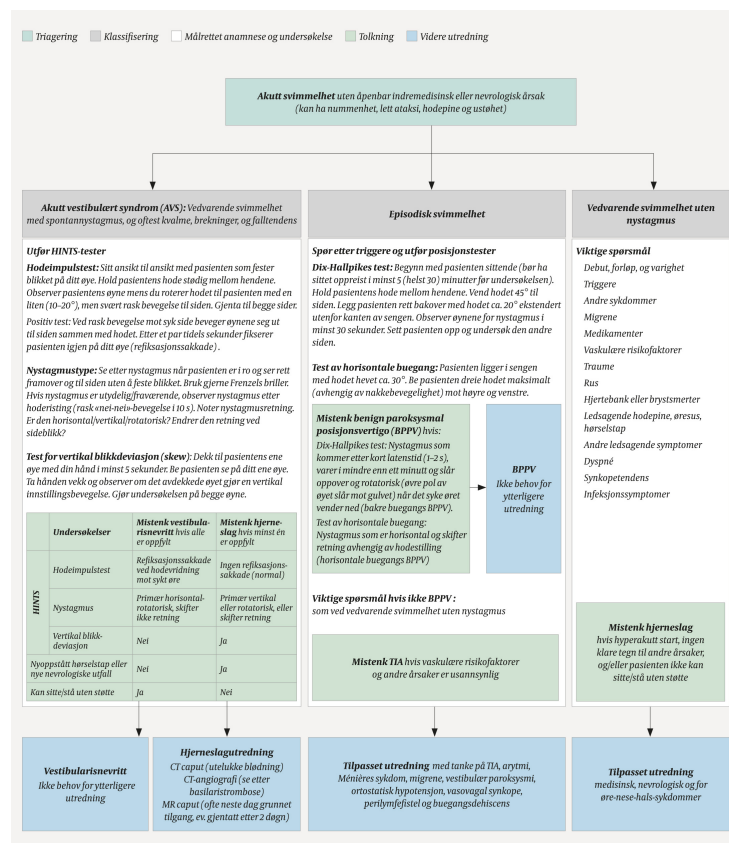 Triagering
Klassifisering
Målrettet anamnese og undersøkelse
Tolkning
Videre utredning
Akutt svimmelhet uten åpenbar indremedisinsk eller nevrologisk årsak
(kan ha nummenhet, lett ataksi, hodepine og ustøhet)
Akutt vestibulært syndrom (AVS): Vedvarende svimmelhet
med spontannystagmus, og oftest kvalme, brekninger, og falltendens
Utfør HINTS-tester
Hodeimpulstest: Sitt ansikt til ansikt med pasienten som fester
blikket på ditt øye. Hold pasientens hode stødig mellom hendene.
Observer pasientens øyne mens du roterer hodet til pasienten med en
liten (10–20°), men svært rask bevegelse til siden. Gjenta til begge sider.
Positiv test: Ved rask bevegelse mot syk side beveger øynene seg ut
til siden sammen med hodet. Etter et par tidels sekunder fikserer
pasienten igjen på ditt øye (refiksasjonssakkade) .
Nystagmustype: Se etter nystagmus når pasienten er i ro og ser rett
framover og til siden uten å feste blikket. Bruk gjerne Frenzels briller.
Hvis nystagmus er utydelig/fraværende, observer nystagmus etter
hoderisting (rask «nei-nei»-bevegelse i 10 s). Noter nystagmusretning.
Er den horisontal/vertikal/rotatorisk? Endrer den retning ved
sideblikk?
Test for vertikal blikkdeviasjon (skew): Dekk til pasientens ene
øye med din hånd i minst 5 sekunder. Be pasienten se på ditt ene øye.
Ta hånden vekk og observer om det avdekkede øyet gjør en vertikal
innstillingsbevegelse. Gjør undersøkelsen på begge øyne.
Undersøkelser
Mistenk vestibula-
risnevritt hvis alle
er oppfylt
Mistenk hjerne-
slag hvis minst én
er oppfylt
HINTS
Hodeimpulstest
Refiksasjonssakkade
ved hodevridning
mot sykt øre
Ingen refiksasjons-
sakkade (normal)
Nystagmus
Primær horisontal-
rotatorisk, skifter
ikke retning
Primær vertikal
eller rotatorisk, eller
skifter retning
Vertikal blikk-
deviasjon
Nei
Ja
Nyoppstått hørselstap eller
nye nevrologiske utfall
Nei
Ja
Kan sitte/stå uten støtte
Ja
Nei
Vestibularisnevritt
Ikke behov for ytterligere
utredning
Hjerneslagutredning
CT caput (utelukke blødning)
CT-angiografi (se etter
basilaristrombose)
MR caput (ofte neste dag grunnet
tilgang, ev. gjentatt etter 2 døgn)
Episodisk svimmelhet
Spør etter triggere og utfør posisjonstester
Dix-Hallpikes test: Begynn med pasienten sittende (bør ha
sittet oppreist i minst 5 (helst 30) minutter før undersøkelsen).
Hold pasientens hode mellom hendene. Vend hodet 45° til
siden. Legg pasienten rett bakover med hodet ca. 20° ekstendert
utenfor kanten av sengen. Observer øynene for nystagmus i
minst 30 sekunder. Sett pasienten opp og undersøk den andre
siden.
Test av horisontale buegang: Pasienten ligger i sengen
med hodet hevet ca. 30°. Be pasienten dreie hodet maksimalt
(avhengig av nakkebevegelighet) mot høyre og venstre.
Mistenk benign paroksysmal
posisjonsvertigo (BPPV) hvis:
Dix-Hallpikes test: Nystagmus som
kommer etter kort latenstid (1–2 s),
varer i mindre enn ett minutt og slår
oppover og rotatorisk (øvre pol av
øyet slår mot gulvet) når det syke øret
vender ned (bakre buegangs BPPV).
Test av horisontale buegang:
Nystagmus som er horisontal og skifter
retning avhengig av hodestilling
(horisontale buegangs BPPV)
BPPV
Ikke behov for
ytterligere
utredning
Viktige spørsmål hvis ikke BPPV :
som ved vedvarende svimmelhet uten nystagmus
Mistenk TIA hvis vaskulære risikofaktorer
og andre årsaker er usannsynlig
Tilpasset utredning med tanke på TIA, arytmi,
Ménières sykdom, migrene, vestibulær paroksysmi,
ortostatisk hypotensjon, vasovagal synkope,
perilymfefistel og buegangsdehiscens
Vedvarende svimmelhet uten
nystagmus
Viktige spørsmål
Debut, forløp, og varighet
Triggere
Andre sykdommer
Migrene
Medikamenter
Vaskulære risikofaktorer
Traume
Rus
Hjertebank eller brystsmerter
Ledsagende hodepine, øresus,
hørselstap
Andre ledsagende symptomer
Dyspné
Synkopetendens
Infeksjonssymptomer
Mistenk hjerneslag
hvis hyperakutt start, ingen
klare tegn til andre årsaker,
og/eller pasienten ikke kan
sitte/stå uten støtte
Tilpasset utredning
medisinsk, nevrologisk og for
øre-nese-hals-sykdommer